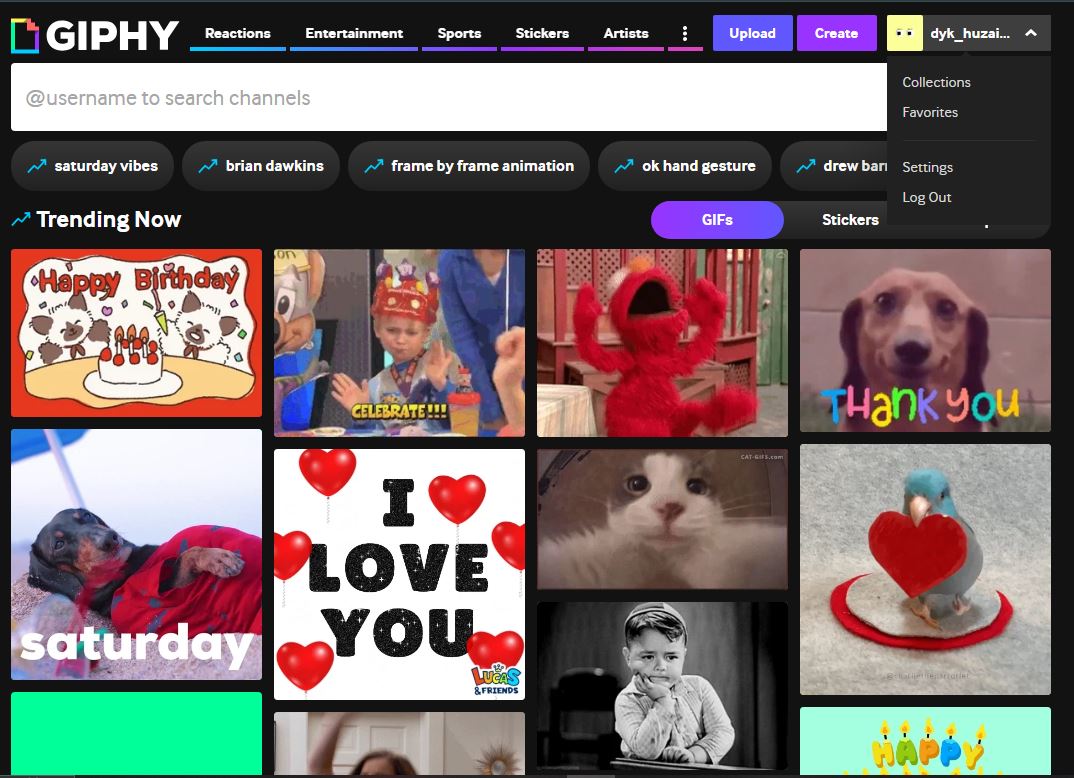 GIPHY
Reactions
Entertainment
Sports
Stickers
Artists
Upload
Create
dyk_huzai...
@username to search channels
Collections
Favorites
Settings
Log Out
saturday vibes
brian dawkins
frame by frame animation
ok hand gesture
drew
Trending Now
GIFs
Stickers
Happy Birthday
CELEBRATE!!!
THANK YOU
saturday
I
LOVE
YOU
LUCAS
& FRIENDS
CAT-GIFS.com
HAPPY